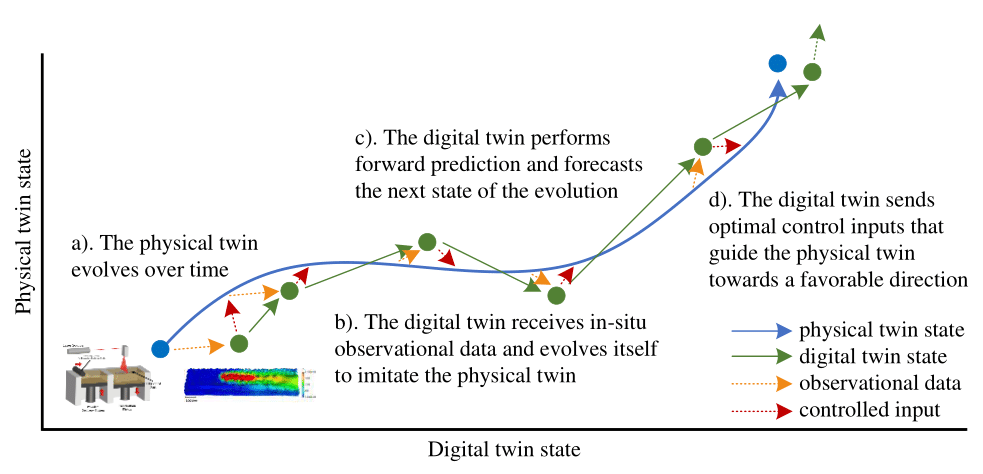 c). The digital twin performs
forward prediction and forecasts
the next state of the evolution
Physical twin state
a). The physical twin
evolves over time
d). The digital twin sends
optimal control inputs that
guide the physical twin
towards a favorable direction
b). The digital twin receives in-situ
observational data and evolves itself
to imitate the physical twin
physical twin state
digital twin state
observational data
controlled input
Digital twin state